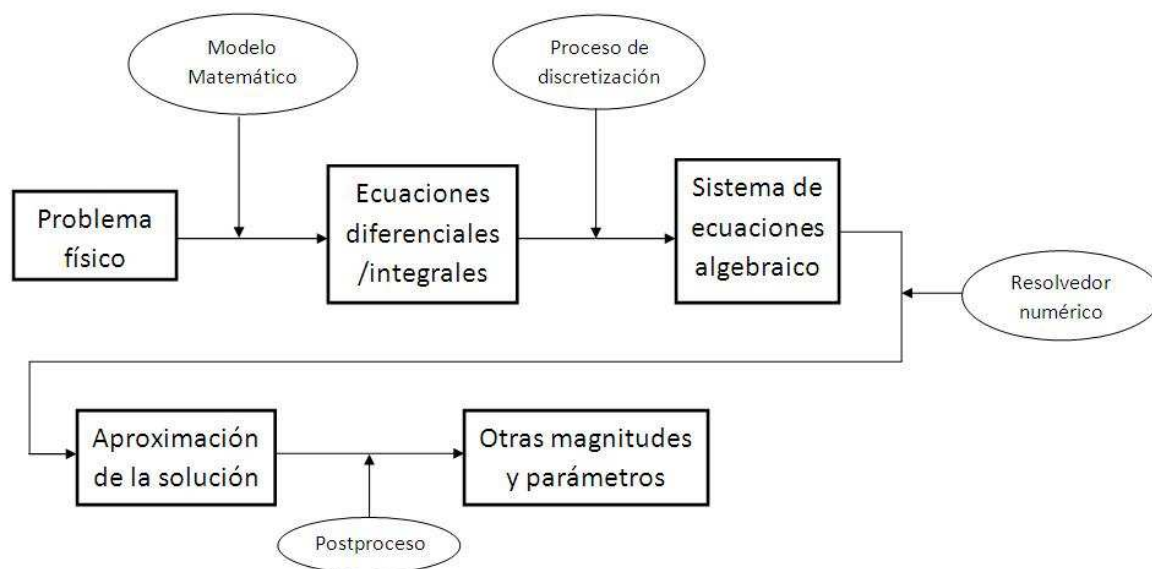 Modelo
Matemático
Proceso de
discretización
Problema
físico
Ecuaciones
diferenciales
/integrales
Sistema de
ecuaciones
algebraico
Resolvedor
numérico
Aproximación
de la solución
Otras magnitudes
y parámetros
Postproceso